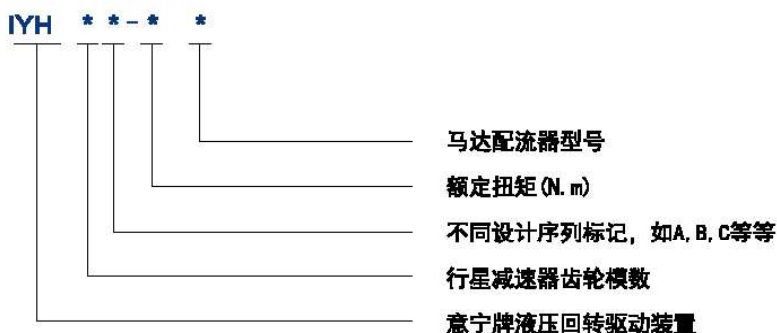 IYH * * - * *
马达配流器型号
额定扭矩(N.m)
不同设计序列标记，如A,B,C等等
行星减速器齿轮模数
意宁牌液压回转驱动装置